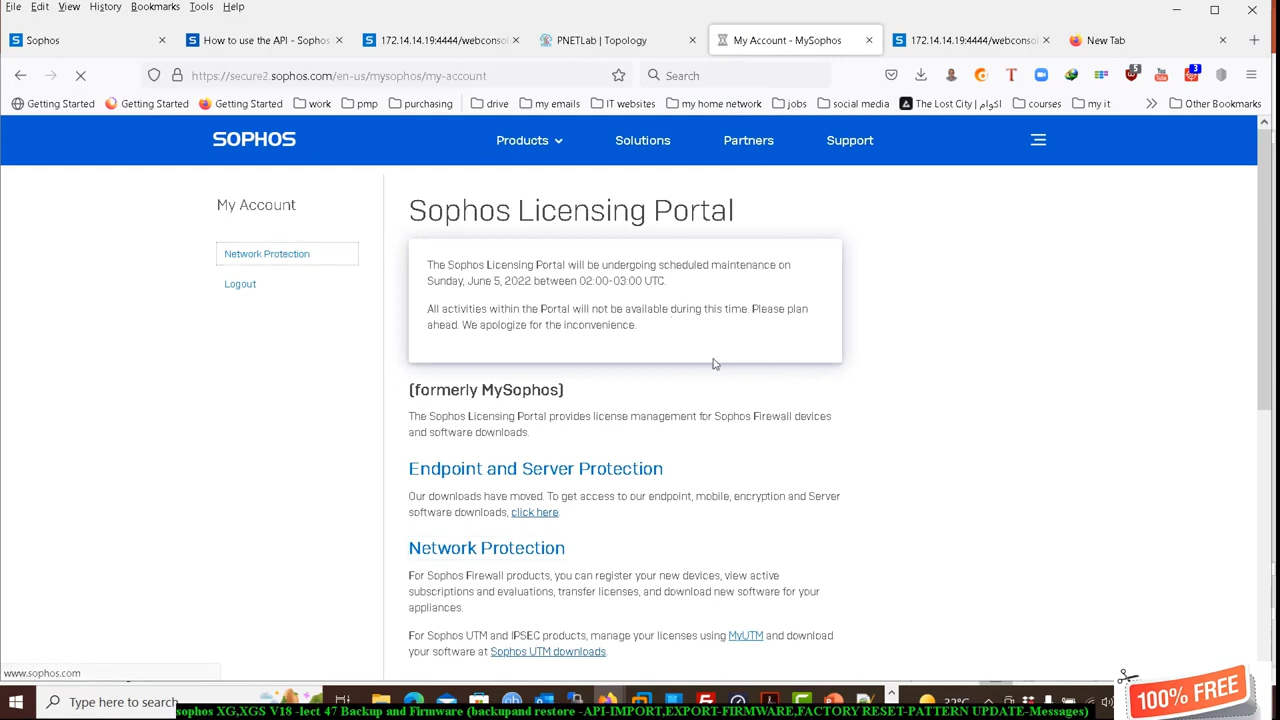 File Edit View History Bookmarks Tools Help
Sophos How to use the API - Sophos 172.14.14.19:4444/webconsol PNETLab | Topology My Account - MySophos 172.14.14.19:4444/webconsol New Tab
https://secure2.sophos.com/en-us/mysophos/my-account Search
Getting Started Getting Started Getting Started work pmp purchasing drive my emails IT websites my home network jobs social media The Lost City | اكوام courses my it Other Bookmarks
SOPHOS Products Solutions Partners Support
My Account
Network Protection
Logout
Sophos Licensing Portal
The Sophos Licensing Portal will be undergoing scheduled maintenance on
Sunday, June 5, 2022 between 02:00-03:00 UTC.
All activities within the Portal will not be available during this time. Please plan
ahead. We apologize for the inconvenience.
(formerly MySophos)
The Sophos Licensing Portal provides license management for Sophos Firewall devices
and software downloads.
Endpoint and Server Protection
Our downloads have moved. To get access to our endpoint, mobile, encryption and Server
software downloads, click here.
Network Protection
For Sophos Firewall products, you can register your new devices, view active
subscriptions and evaluations, transfer licenses, and download new software for your
appliances.
For Sophos UTM and IPSEC products, manage your licenses using MyUTM and download
your software at Sophos UTM downloads.
www.sophos.com
Type here to search
sophos XG,XGS V18 -lect 47 Backup and Firmware (backupand restore -API-IMPORT,EXPORT-FIRMWARE,FACTORY RESET-PATTERN UPDATE-Messages)
100% FREE